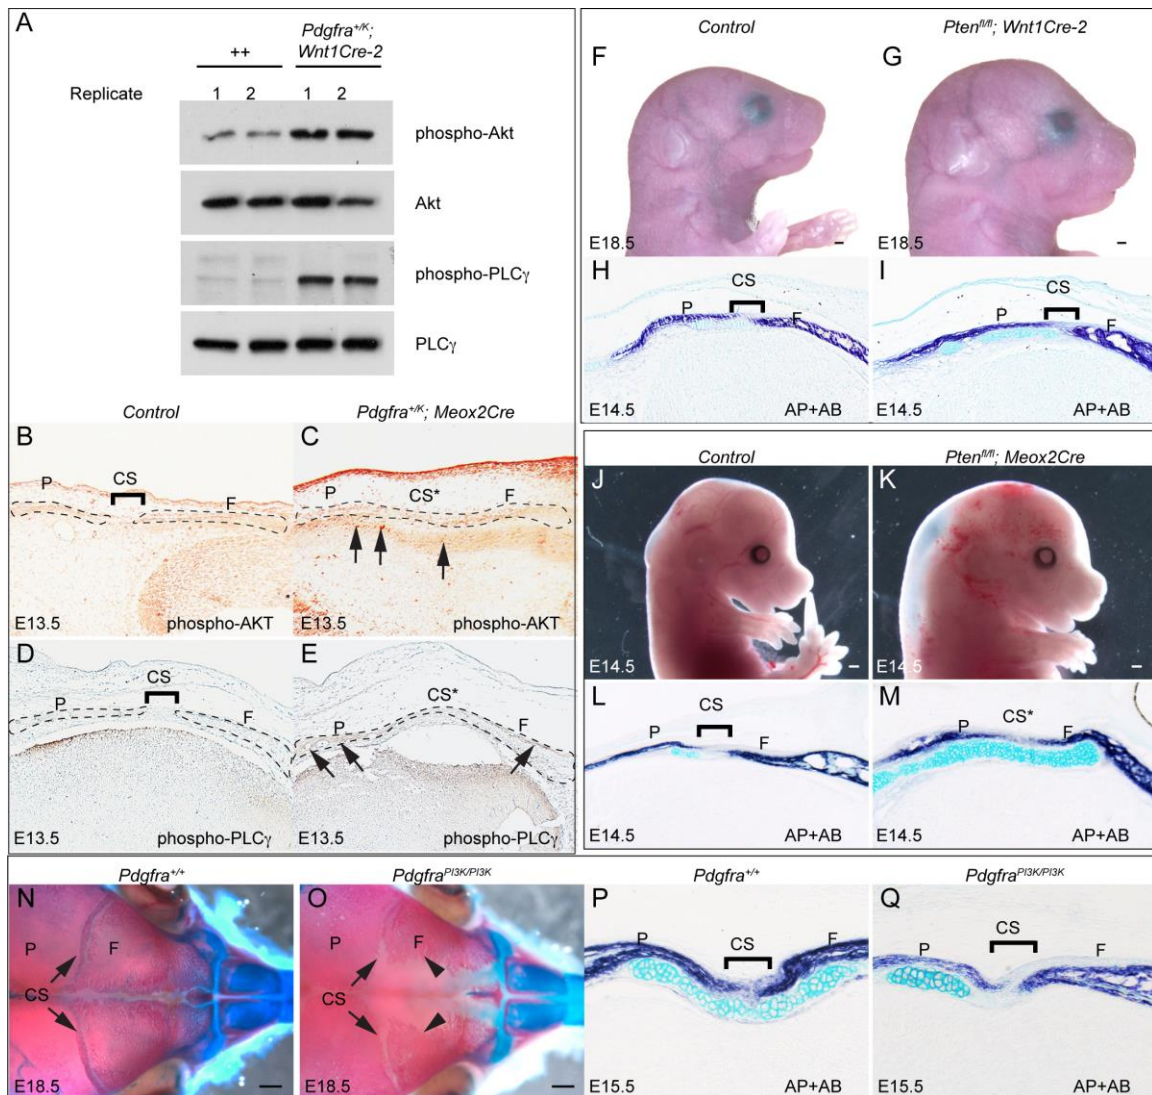 A
Pdgfra+/K;
Wnt1Cre-2
++
Replicate 1 2 1 2
phospho-Akt
Akt
phospho-PLCγ
PLCγ
Control Pdgfra+/K; Meox2Cre
B C
P CS F P CS* F
E13.5 phospho-AKT E13.5 phospho-AKT
D E
CS CS*
P F P F
E13.5 phospho-PLCγ E13.5 phospho-PLCγ
Control Ptenfl/fl; Wnt1Cre-2
F G
E18.5 E18.5
H I
CS CS
P F P F
E14.5 AP+AB E14.5 AP+AB
Control Ptenfl/fl; Meox2Cre
J K
E14.5 E14.5
L M
CS CS*
P F P F
E14.5 AP+AB E14.5 AP+AB
Pdgfra+/+ PdgfraPI3K/PI3K Pdgfra+/+ PdgfraPI3K/PI3K
N O P Q
P F P F P CS F P CS F
CS CS
E18.5 E18.5 E15.5 AP+AB E15.5 AP+AB